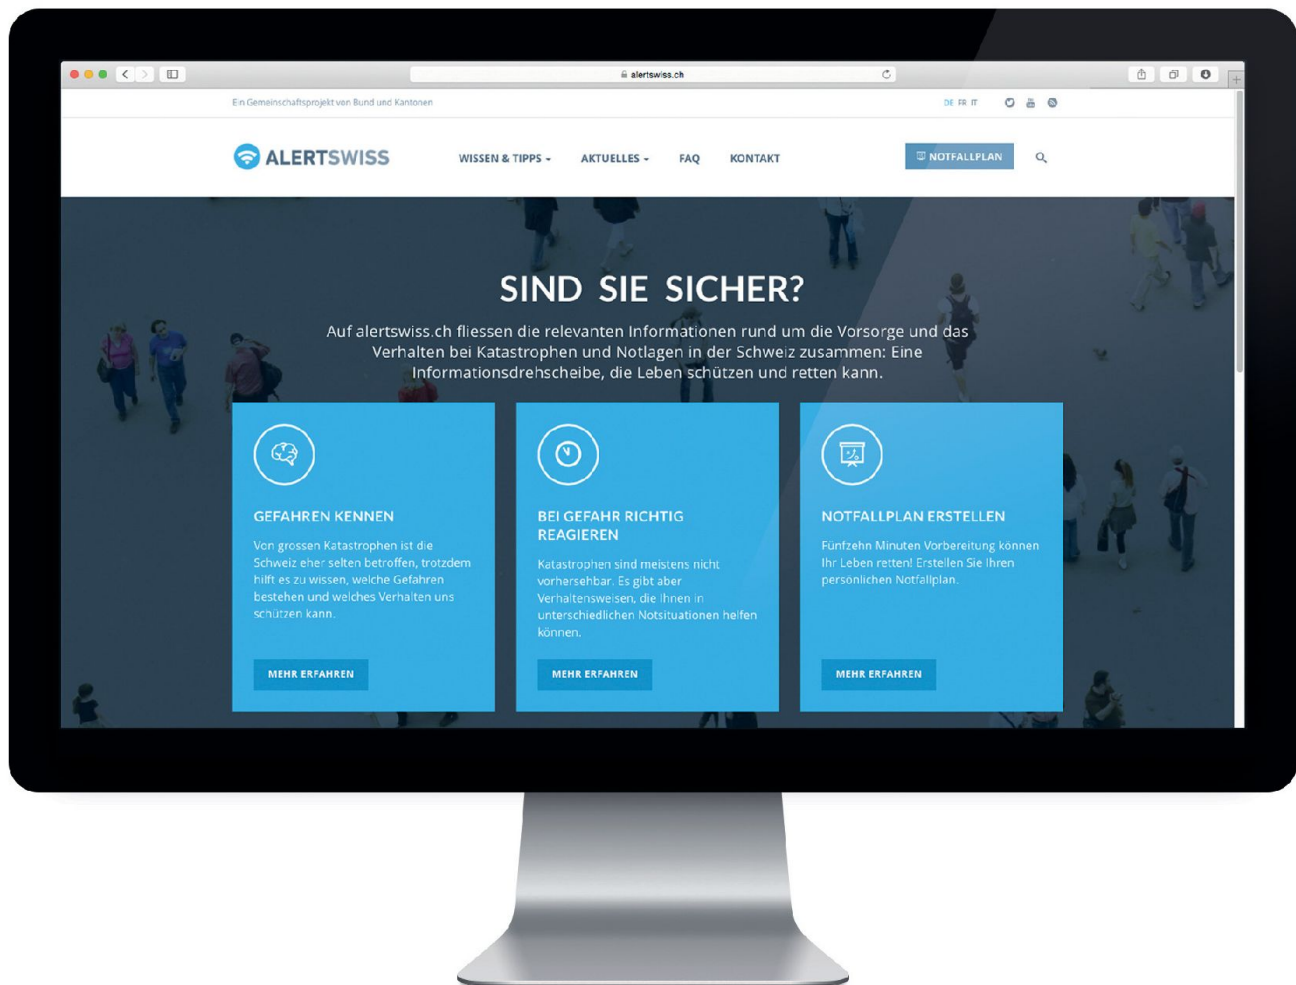 alertswiss.ch
Ein Gemeinschaftsprojekt von Bund und Kantonen
DE FR IT
ALERTSWISS
WISSEN & TIPPS
AKTUELLES
FAQ
KONTAKT
NOTFALLPLAN
SIND SIE SICHER?
Auf alertswiss.ch fliessen die relevanten Informationen rund um die Vorsorge und das
Verhalten bei Katastrophen und Notlagen in der Schweiz zusammen: Eine
Informationsdrehscheibe, die Leben schützen und retten kann.
GEFAHREN KENNEN
Von grossen Katastrophen ist die
Schweiz eher selten betroffen, trotzdem
hilft es zu wissen, welche Gefahren
bestehen und welches Verhalten uns
schützen kann.
MEHR ERFAHREN
BEI GEFAHR RICHTIG
REAGIEREN
Katastrophen sind meistens nicht
vorhersehbar. Es gibt aber
Verhaltensweisen, die Ihnen in
unterschiedlichen Notsituationen helfen
können.
MEHR ERFAHREN
NOTFALLPLAN ERSTELLEN
Fünfzehn Minuten Vorbereitung können
Ihr Leben retten! Erstellen Sie Ihren
persönlichen Notfallplan.
MEHR ERFAHREN